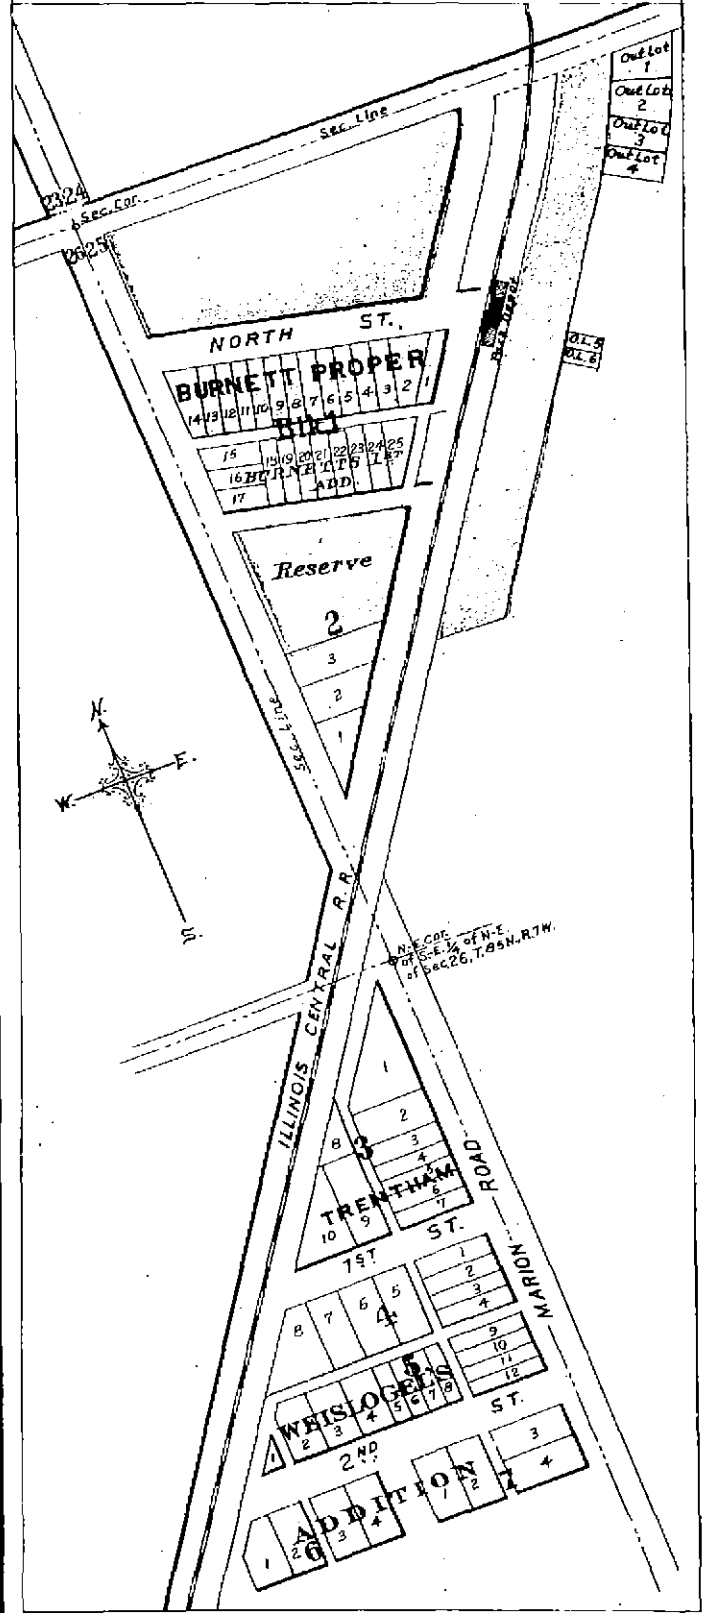 Out Lot
1
Out Lot
2
Out Lot
3
Out Lot
4
Sec. Line
23 24
Sec. Cor.
26 25
NORTH ST.
O.L.5
O.L.6
BURNETT PROPER
14 13 12 11 10 9 8 7 6 5 4 3 2 1
Blk 1
15 18 19 20 21 22 23 24 25
16 BURNETTS 1ST
17 ADD.
Reserve
2
3
2
1
Sec. Line
N.
W. E.
S.
N-E. Cor.
of S-E. 1/4 of N-E.
of Sec. 26, T.89N., R.7W.
ILLINOIS CENTRAL R.R.
1
2
8 3 3
4
5
6
7
TRENTHAM
10 9
MARION ROAD
1ST ST.
1
2
3
4
8 7 6 5
4
9
10
11
12
5
WEISLOGEL'S
1 2 3 4 5 6 7 8
2ND ST.
ADDITION
3
4
1 2 7
1 2 3 4
6